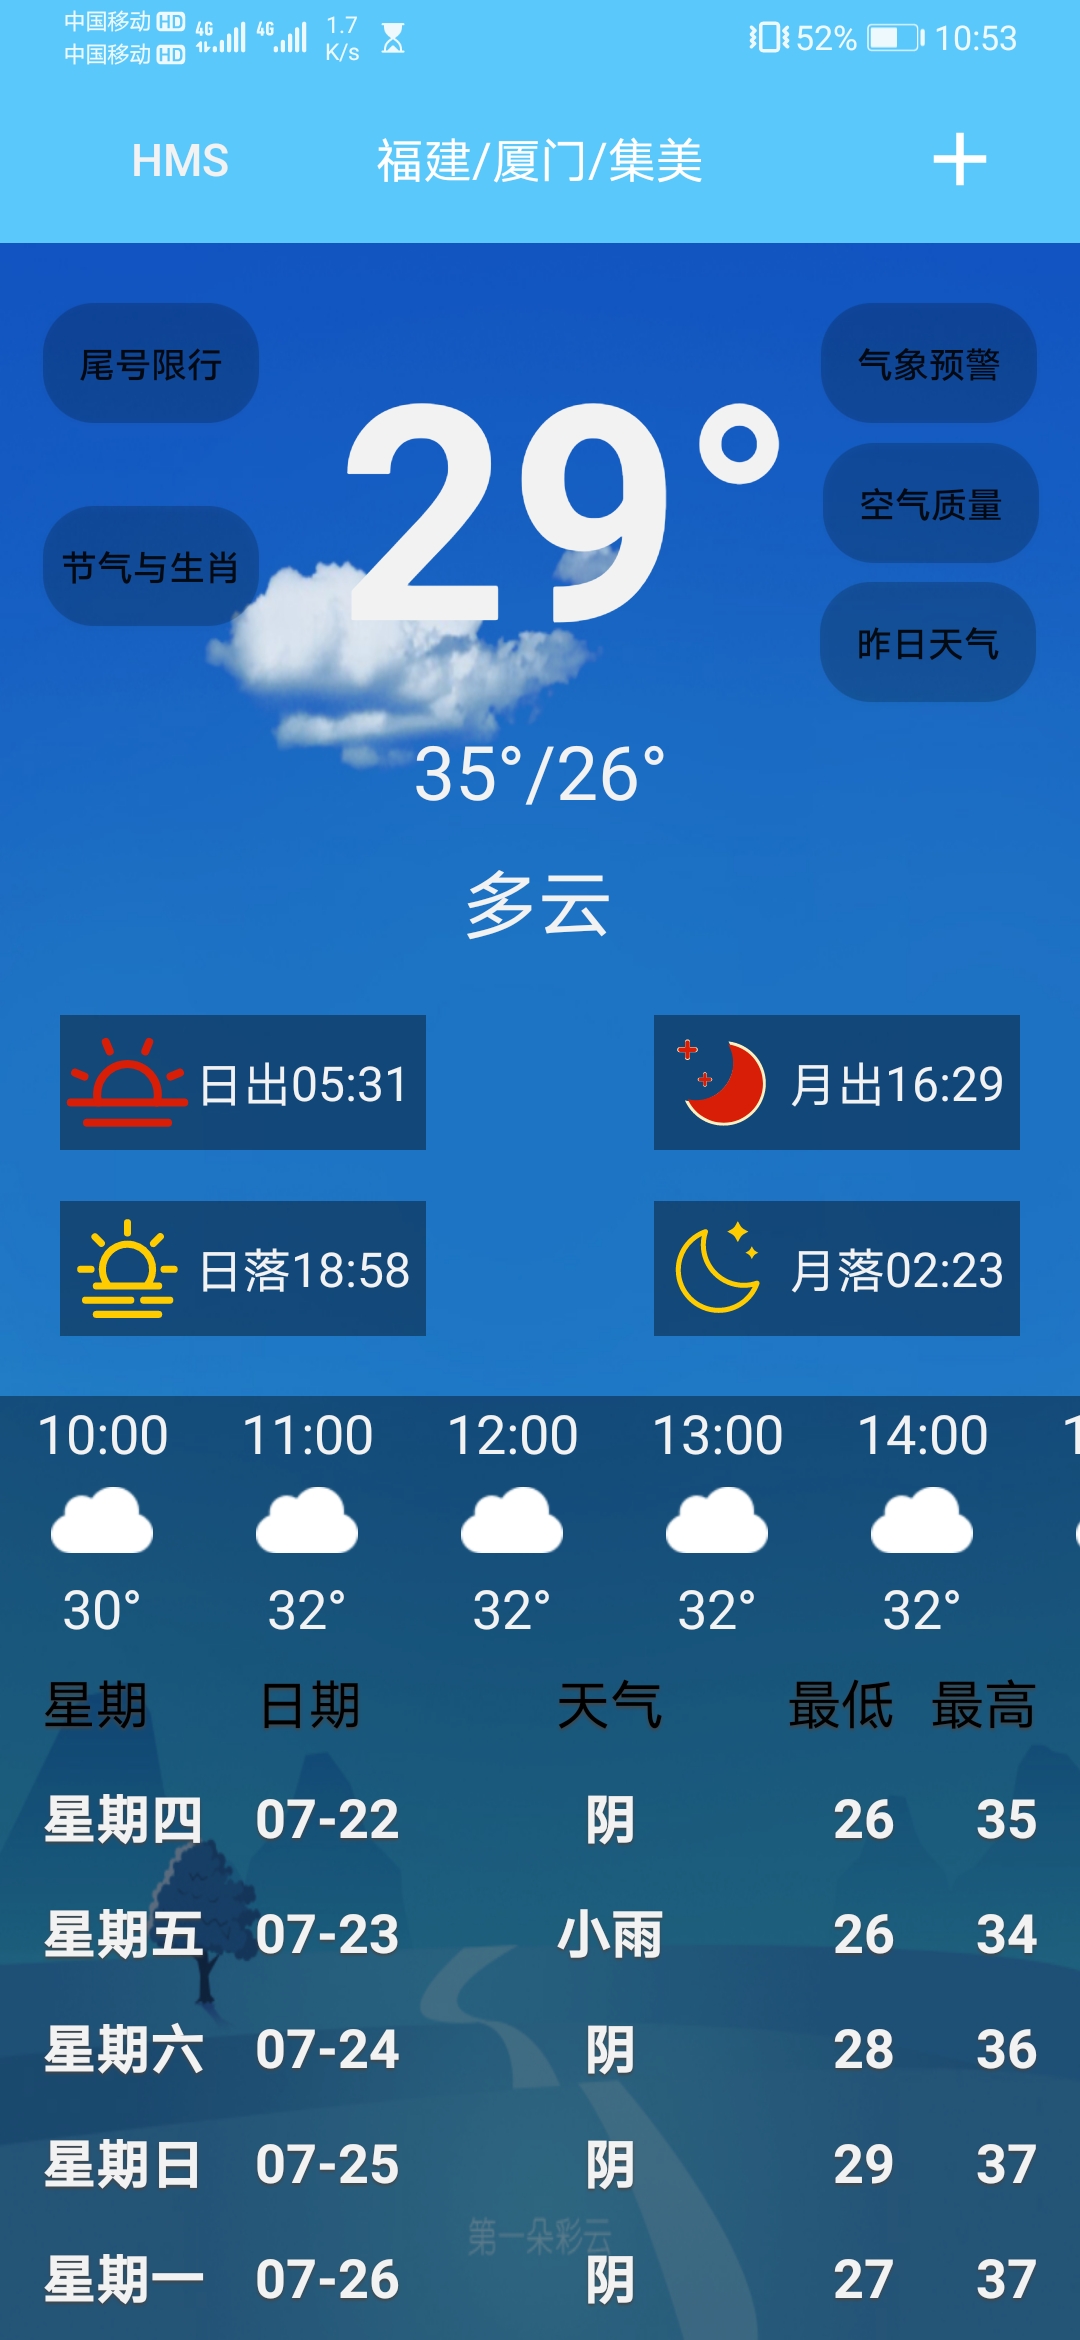 中国移动 HD 4G 4G 1.7 K/s 52% 10:53
中国移动 HD
HMS 福建/厦门/集美 +
尾号限行 气象预警
29°
空气质量
节气与生肖
昨日天气
35°/26°
多云
日出05:31 月出16:29
日落18:58 月落02:23
10:00 11:00 12:00 13:00 14:00
30° 32° 32° 32° 32°
星期 日期 天气 最低 最高
星期四 07-22 阴 26 35
星期五 07-23 小雨 26 34
星期六 07-24 阴 28 36
星期日 07-25 阴 29 37
第一朵彩云
星期一 07-26 阴 27 37